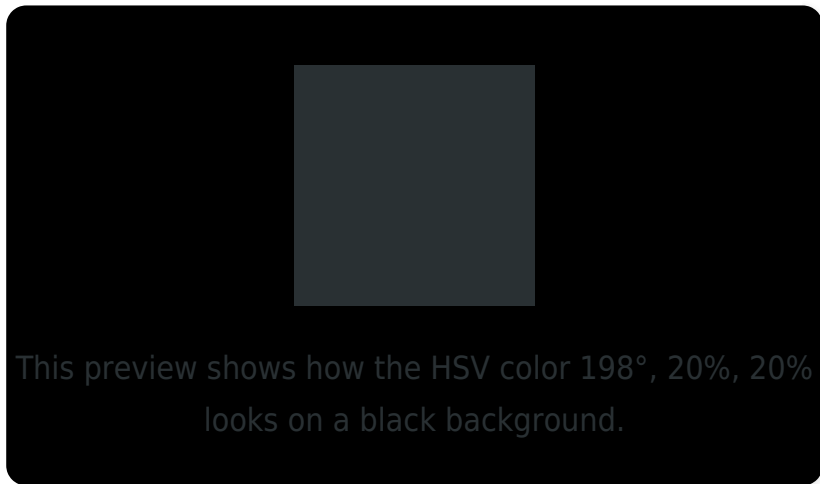 This preview shows how the HSV color 198°, 20%, 20%
looks on a black background.